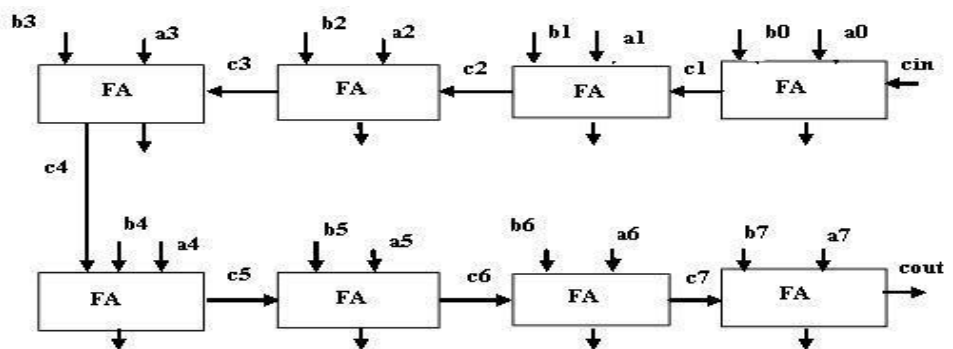 b3 a3 b2 a2 b1 a1 b0 a0
c3 c2 c1 cin
FA FA FA FA
c4
b4 a4 b5 a5 b6 a6 b7 a7
c5 c6 c7 cout
FA FA FA FA